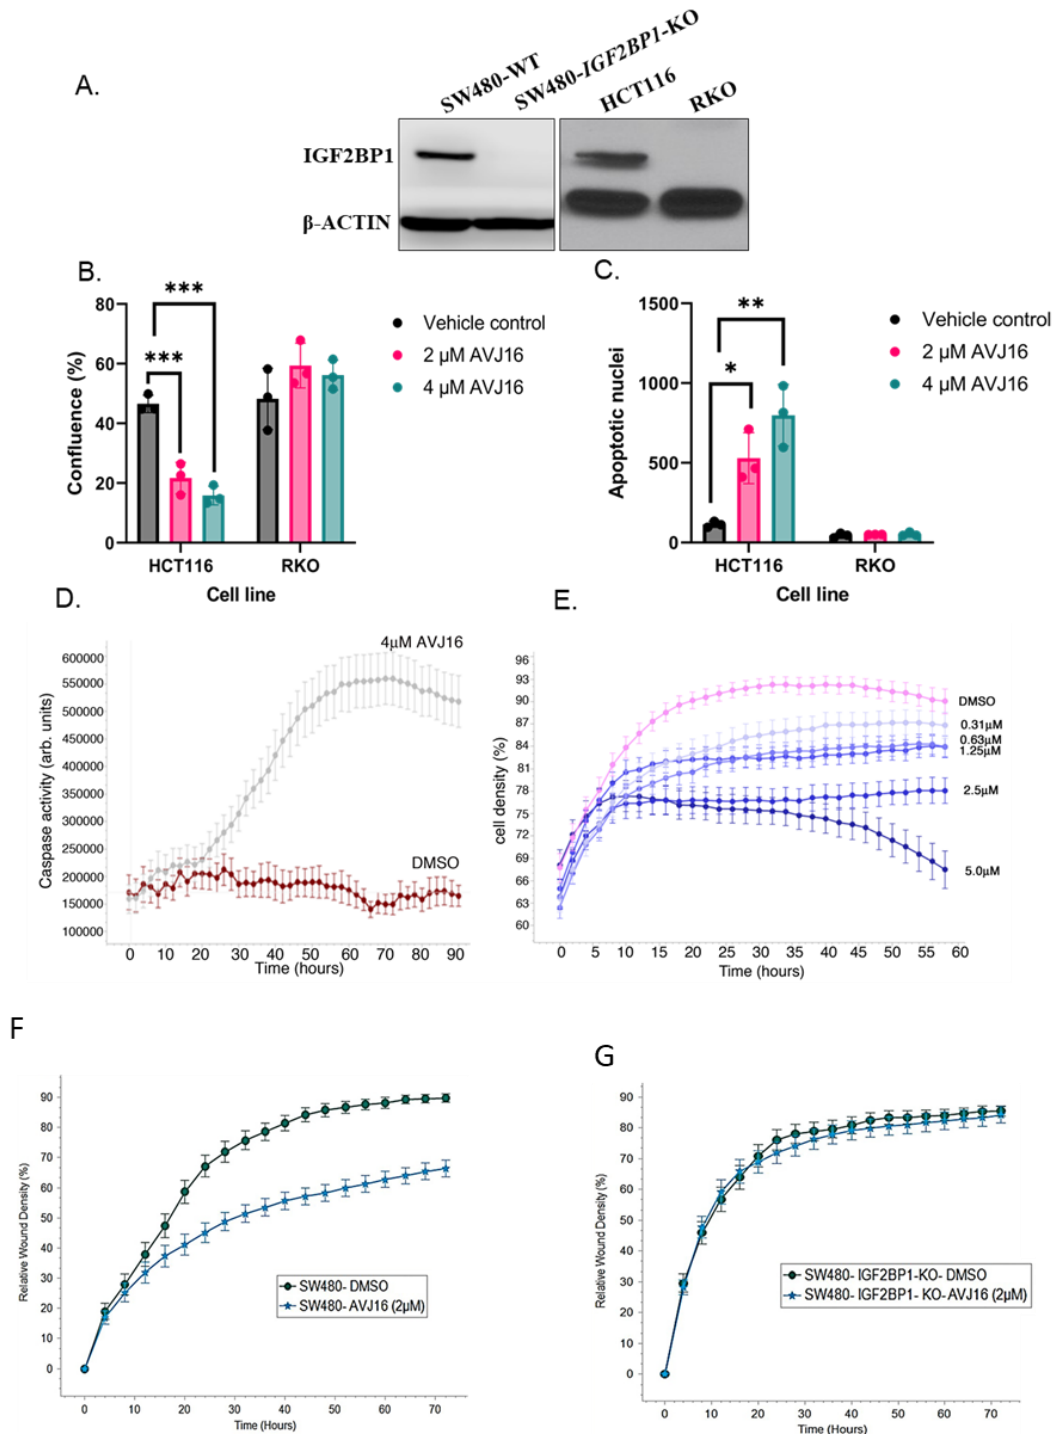 A.
SW480-WT
SW480-IGF2BP1-KO
HCT116
RKO
IGF2BP1
β-ACTIN
B.
Confluence (%)
80
60
40
20
0
***
***
HCT116
RKO
Cell line
Vehicle control
2 µM AVJ16
4 µM AVJ16
C.
Apoptotic nuclei
1500
1000
500
0
**
*
HCT116
RKO
Cell line
Vehicle control
2 µM AVJ16
4 µM AVJ16
D.
Caspase activity (arb. units)
600000
550000
500000
450000
400000
350000
300000
250000
200000
150000
100000
4µM AVJ16
DMSO
0 10 20 30 40 50 60 70 80 90
Time (hours)
E.
cell density (%)
96
93
90
87
84
81
78
75
72
69
66
63
60
DMSO
0.31µM
0.63µM
1.25µM
2.5µM
5.0µM
0 5 10 15 20 25 30 35 40 45 50 55 60
Time (hours)
F
Relative Wound Density (%)
90
80
70
60
50
40
30
20
10
0
SW480- DMSO
SW480- AVJ16 (2µM)
0 10 20 30 40 50 60 70
Time (Hours)
G
Relative Wound Density (%)
90
80
70
60
50
40
30
20
10
0
SW480- IGF2BP1-KO- DMSO
SW480- IGF2BP1- KO-AVJ16 (2µM)
0 10 20 30 40 50 60 70
Time (Hours)